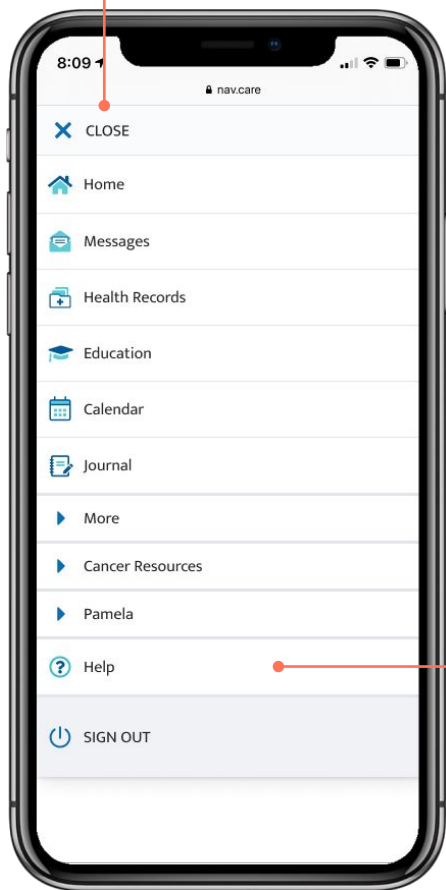 8:09
nav.care
CLOSE
Home
Messages
Health Records
Education
Calendar
Journal
More
Cancer Resources
Pamela
Help
SIGN OUT